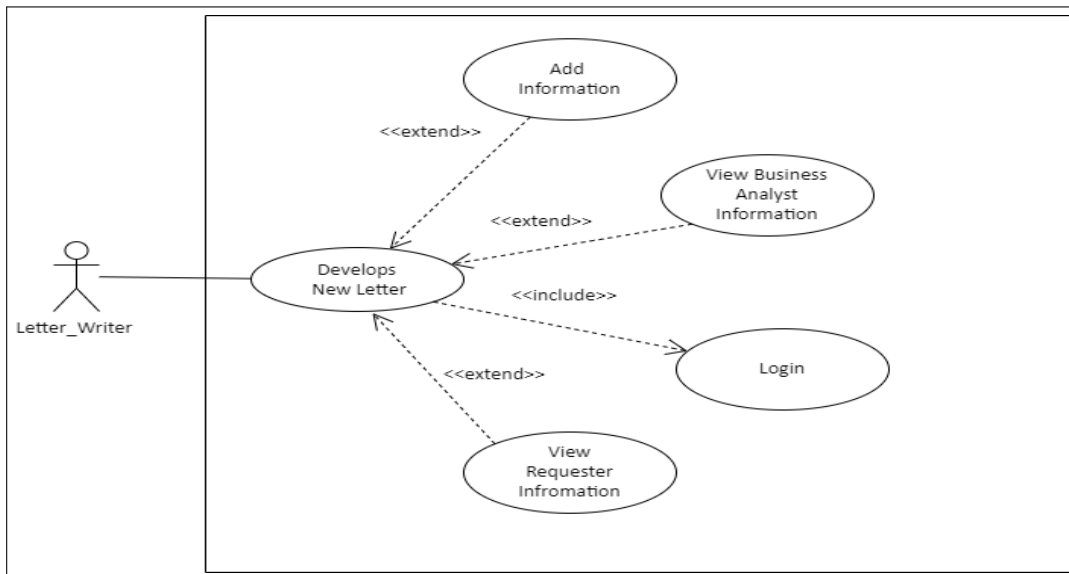 Add
Information
<<extend>>
View Business
Analyst
Information
<<extend>>
Develops
New Letter
<<include>>
Letter_Writer
Login
<<extend>>
View
Requester
Infromation